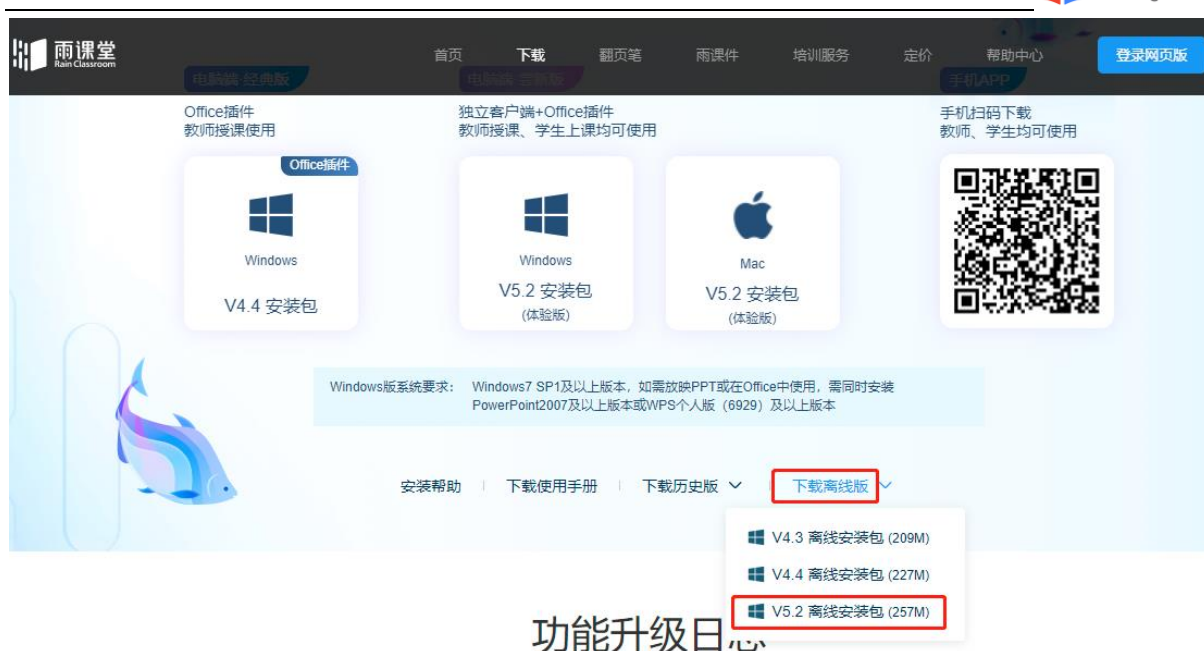 雨课堂
Rain Classroom
首页 下载 翻页笔 雨课件 培训服务 定价 帮助中心 登录网页版
电脑端·经典版
手机APP
Office插件
教师授课使用
独立客户端+Office插件
教师授课、学生上课均可使用
手机扫码下载
教师、学生均可使用
Office插件
Windows
V4.4 安装包
Windows
V5.2 安装包
(体验版)
Mac
V5.2 安装包
(体验版)
Windows版系统要求： Windows7 SP1及以上版本，如需放映PPT或在Office中使用，需同时安装
PowerPoint2007及以上版本或WPS个人版（6929）及以上版本
安装帮助 下载使用手册 下载历史版 下载离线版
V4.3 离线安装包 (209M)
V4.4 离线安装包 (227M)
V5.2 离线安装包 (257M)
功能升级日志